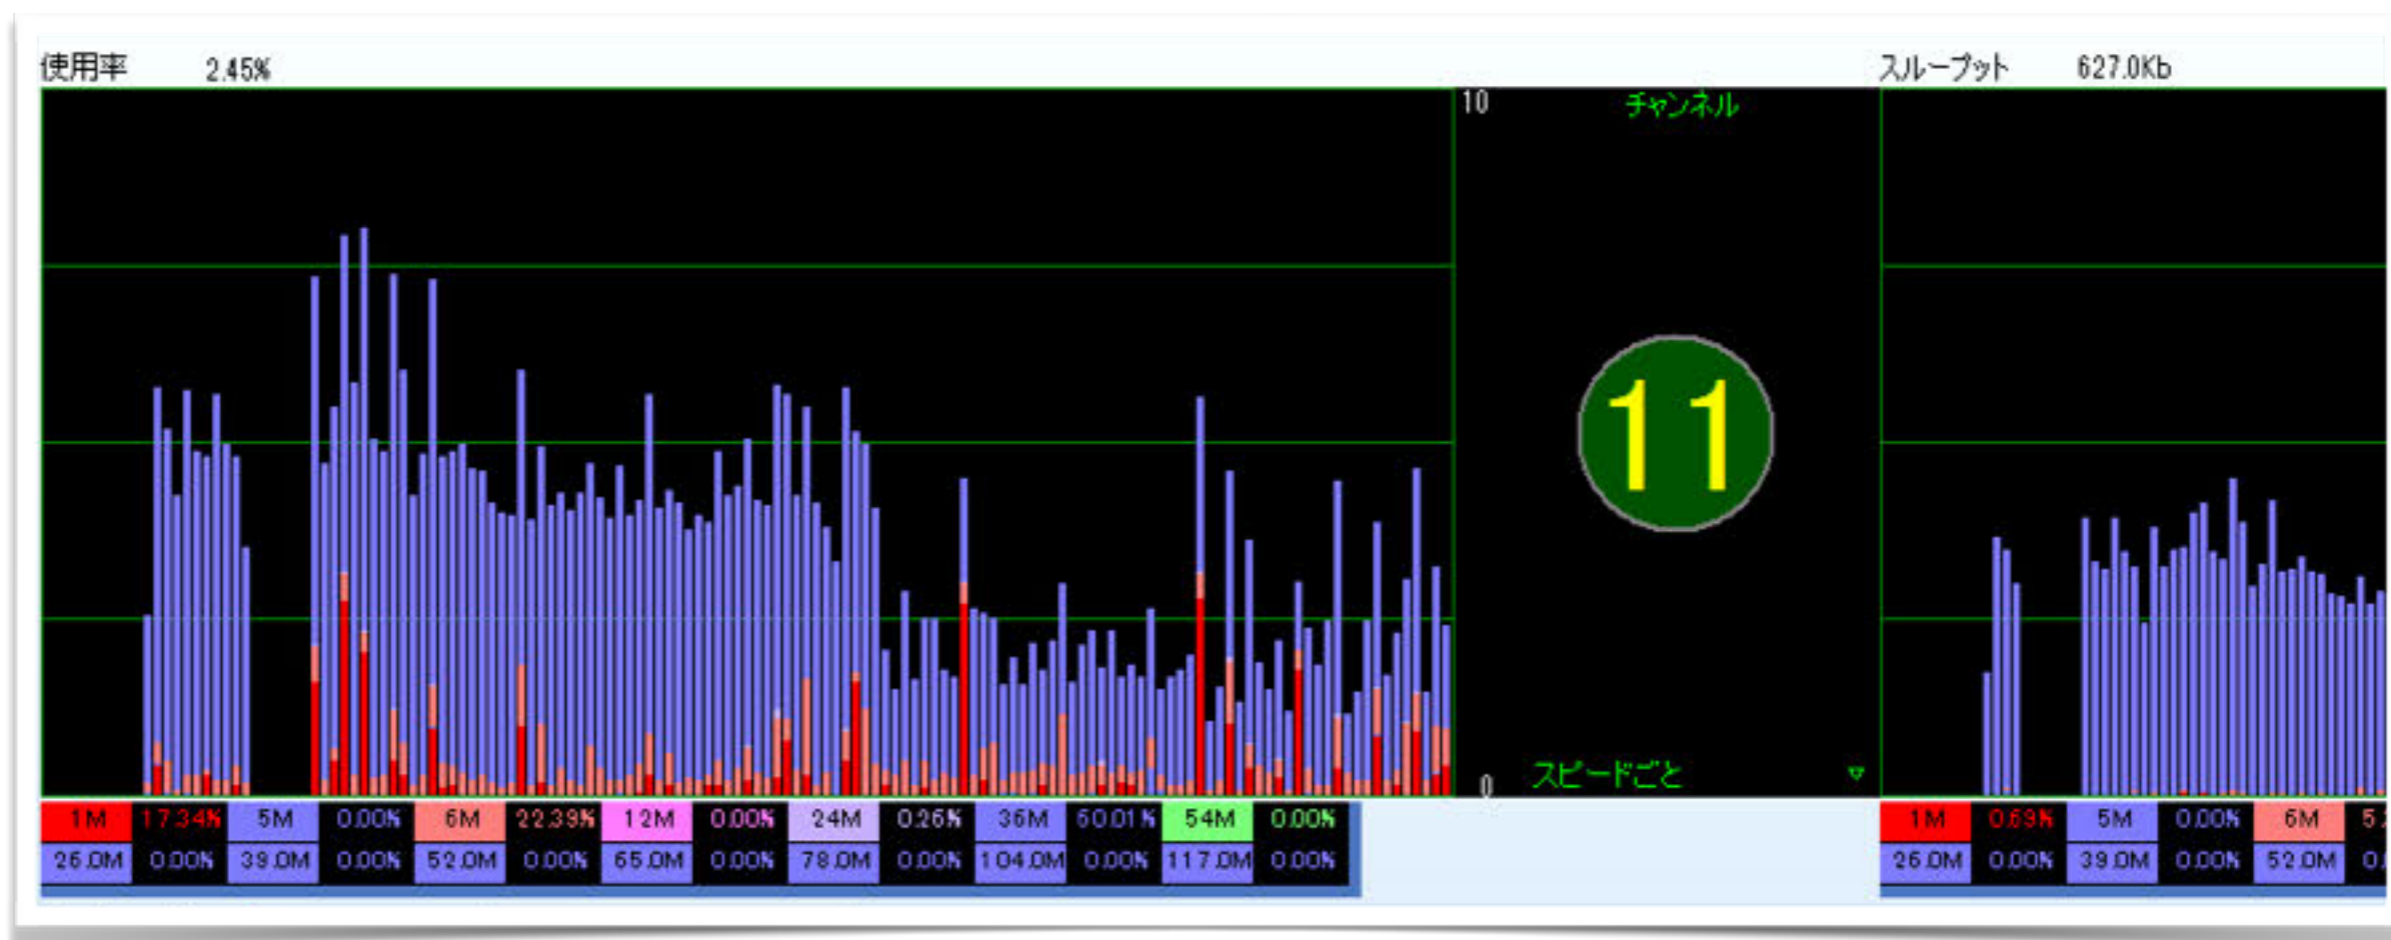 使用率 2.45%
スループット 627.0Kb
10 チャンネル
11
0 スピードごと
1M 17.34% 5M 0.00% 6M 22.39% 12M 0.00% 24M 0.26% 36M 60.01% 54M 0.00%
26.0M 0.00% 39.0M 0.00% 52.0M 0.00% 65.0M 0.00% 78.0M 0.00% 104.0M 0.00% 117.0M 0.00%
1M 0.69% 5M 0.00% 6M 5.
26.0M 0.00% 39.0M 0.00% 52.0M 0.